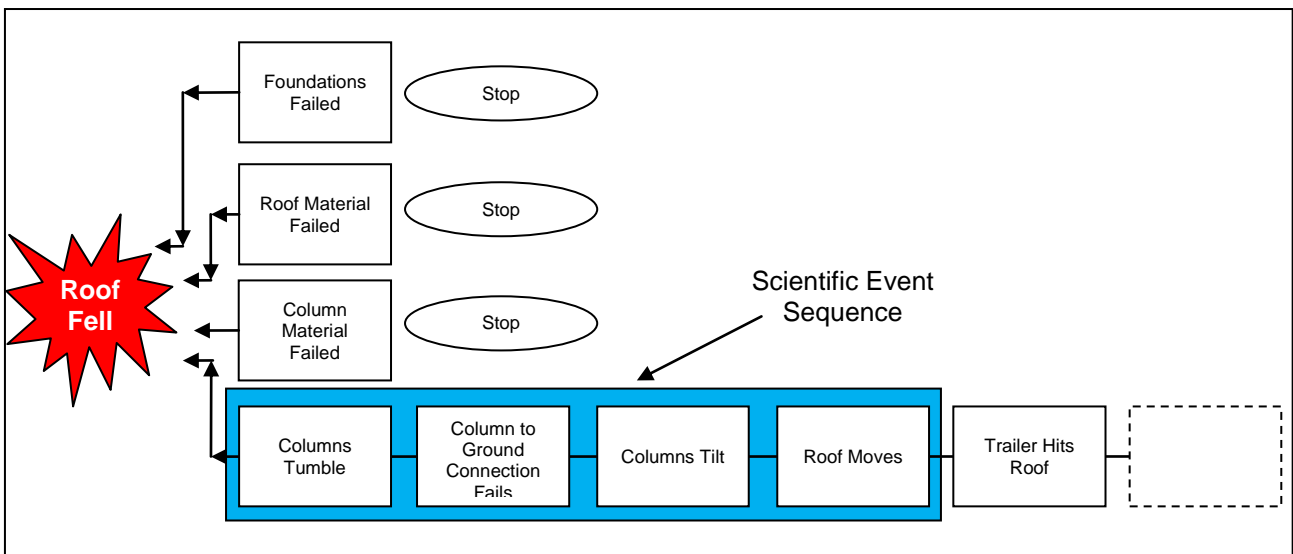 Foundations
Failed
Stop
Roof Material
Failed
Stop
Roof
Fell
Column
Material
Failed
Stop
Scientific Event
Sequence
Columns
Tumble
Column to
Ground
Connection
Fails
Columns Tilt
Roof Moves
Trailer Hits
Roof